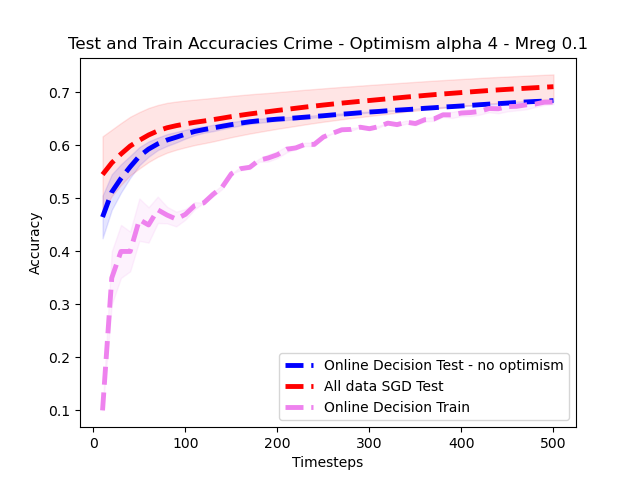 Test and Train Accuracies Crime - Optimism alpha 4 - Mreg 0.1
0.7
0.6
0.5
0.4
0.3
0.2
0.1
Accuracy
0
100
200
300
400
500
Timesteps
Online Decision Test - no optimism
All data SGD Test
Online Decision Train